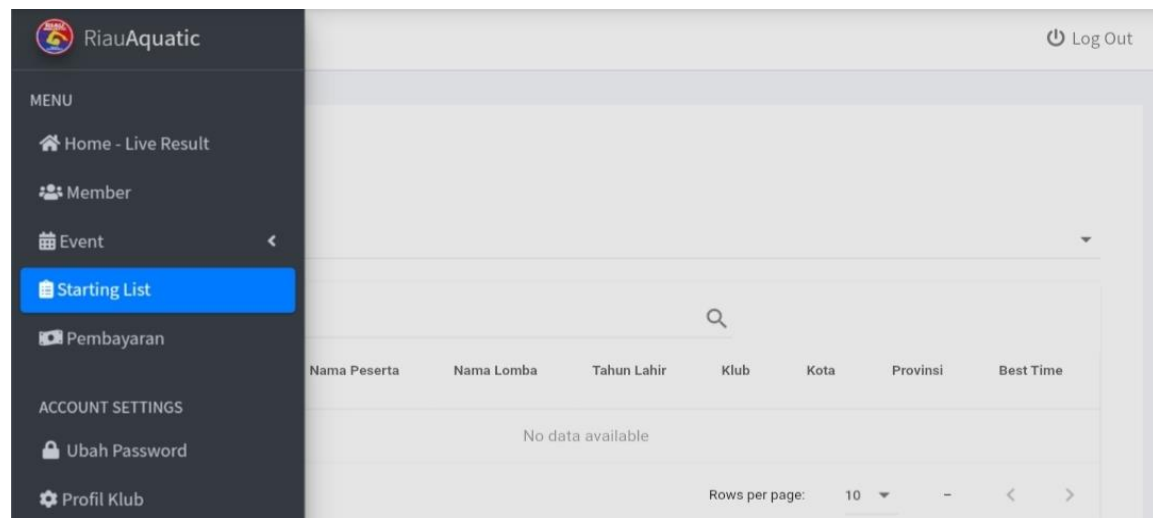 RiauAquatic
Log Out
MENU
Home - Live Result
Member
Event
Starting List
Pembayaran
ACCOUNT SETTINGS
Ubah Password
Profil Klub
Nama Peserta Nama Lomba Tahun Lahir Klub Kota Provinsi Best Time
No data available
Rows per page: 10 –